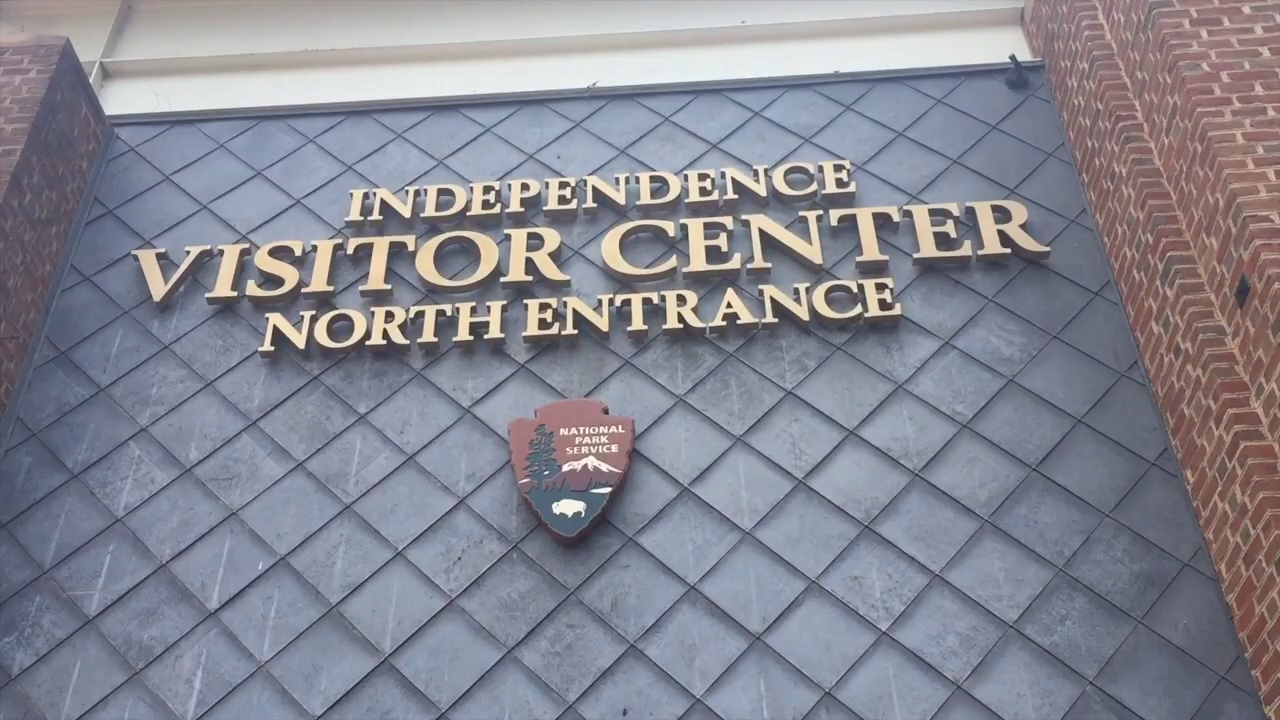 INDEPENDENCE
VISITOR CENTER
NORTH ENTRANCE
NATIONAL
PARK
SERVICE